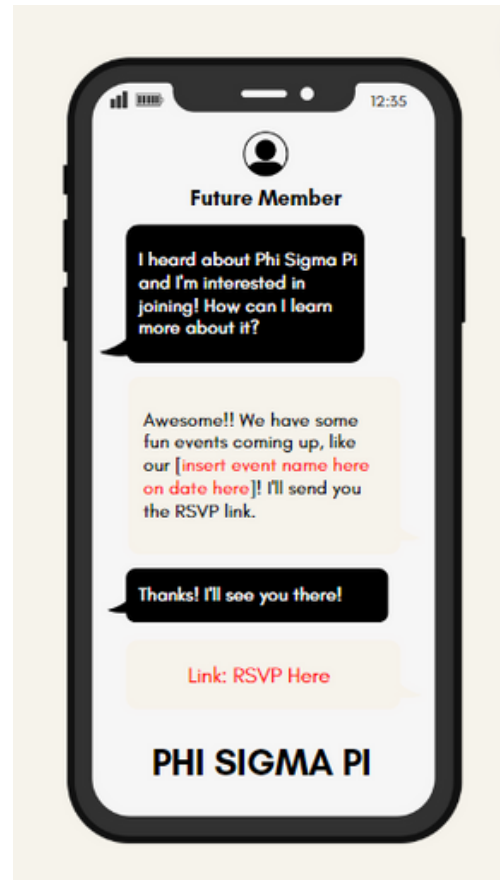 12:35
Future Member
I heard about Phi Sigma Pi
and I'm interested in
joining! How can I learn
more about it?
Awesome!! We have some
fun events coming up, like
our [insert event name here
on date here]! I'll send you
the RSVP link.
Thanks! I'll see you there!
Link: RSVP Here
PHI SIGMA PI